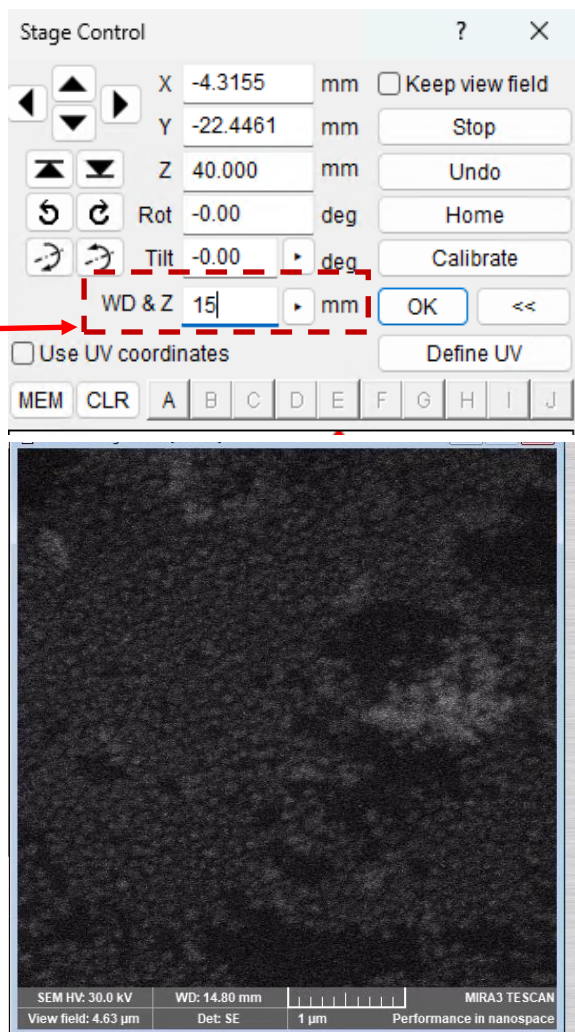 Stage Control ? ×
X -4.3155 mm Keep view field
Y -22.4461 mm Stop
Z 40.000 mm Undo
Rot -0.00 deg Home
Tilt -0.00 deg Calibrate
WD & Z 15 mm OK <<
Use UV coordinates Define UV
MEM CLR A B C D E F G H I J
SEM HV: 30.0 kV WD: 14.80 mm MIRA3 TESCAN
View field: 4.63 µm Det: SE 1 µm Performance in nanospace